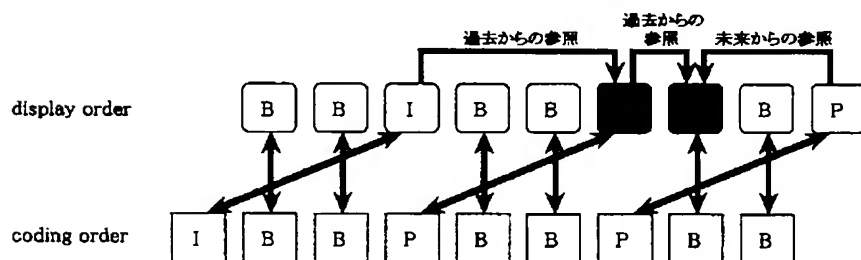 過去からの参照
過去からの
参照
未来からの参照
display order B B I B B B P
coding order I B B P B B P B B